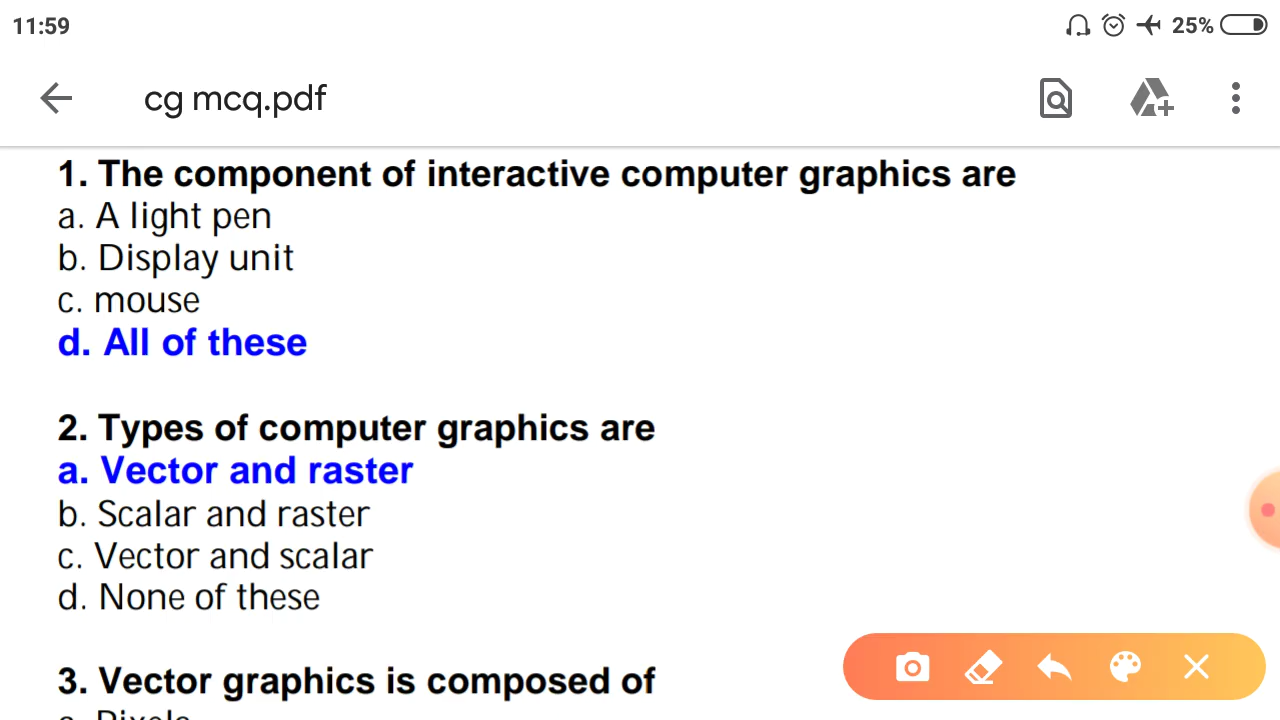 11:59
25%
cg mcq.pdf
1. The component of interactive computer graphics are
a. A light pen
b. Display unit
c. mouse
d. All of these
2. Types of computer graphics are
a. Vector and raster
b. Scalar and raster
c. Vector and scalar
d. None of these
3. Vector graphics is composed of
a. Pixels